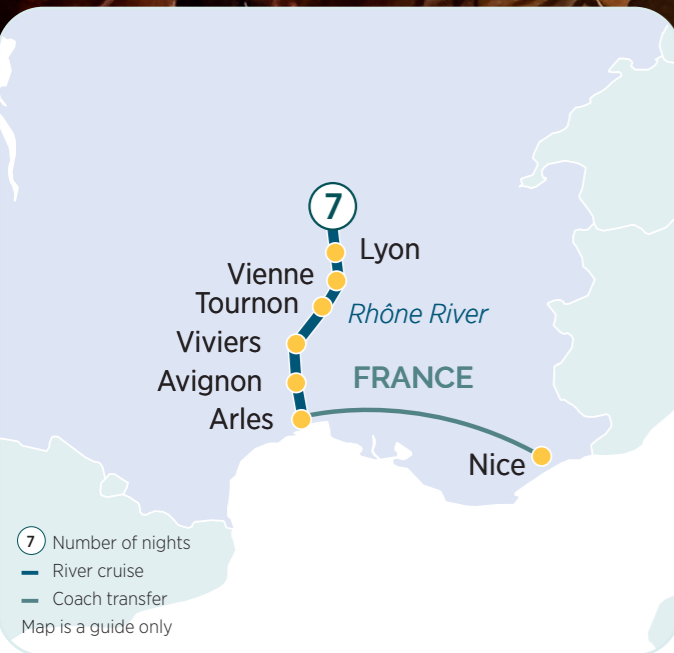 7
Lyon
Vienne
Tournon
Rhône River
Viviers
Avignon
FRANCE
Arles
Nice
7 Number of nights
River cruise
Coach transfer
Map is a guide only